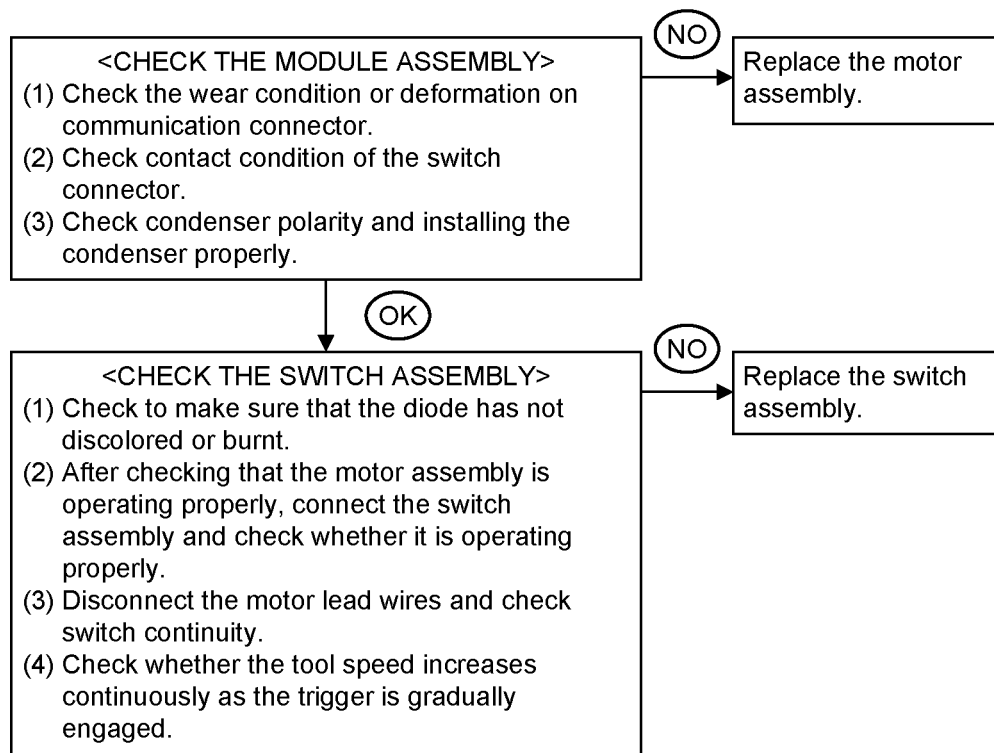 NO
<CHECK THE MODULE ASSEMBLY>
(1) Check the wear condition or deformation on
communication connector.
(2) Check contact condition of the switch
connector.
(3) Check condenser polarity and installing the
condenser properly.
Replace the motor
assembly.
OK
NO
<CHECK THE SWITCH ASSEMBLY>
(1) Check to make sure that the diode has not
discolored or burnt.
(2) After checking that the motor assembly is
operating properly, connect the switch
assembly and check whether it is operating
properly.
(3) Disconnect the motor lead wires and check
switch continuity.
(4) Check whether the tool speed increases
continuously as the trigger is gradually
engaged.
Replace the switch
assembly.